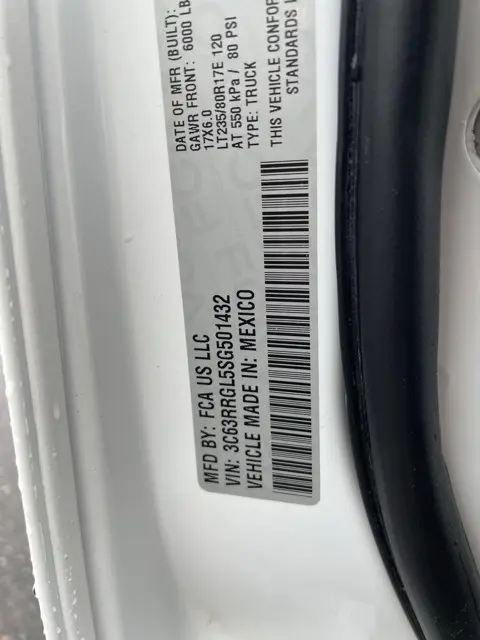 MFD BY: FCA US LLC
VIN: 3C63RRGL5SG501432
VEHICLE MADE IN: MEXICO
DATE OF MFR (BUILT):
GAWR FRONT: 6000 LB
17X6.0
LT235/80R17E 120
AT 550 kPa / 80 PSI
TYPE: TRUCK
THIS VEHICLE CONFOR
STANDARDS